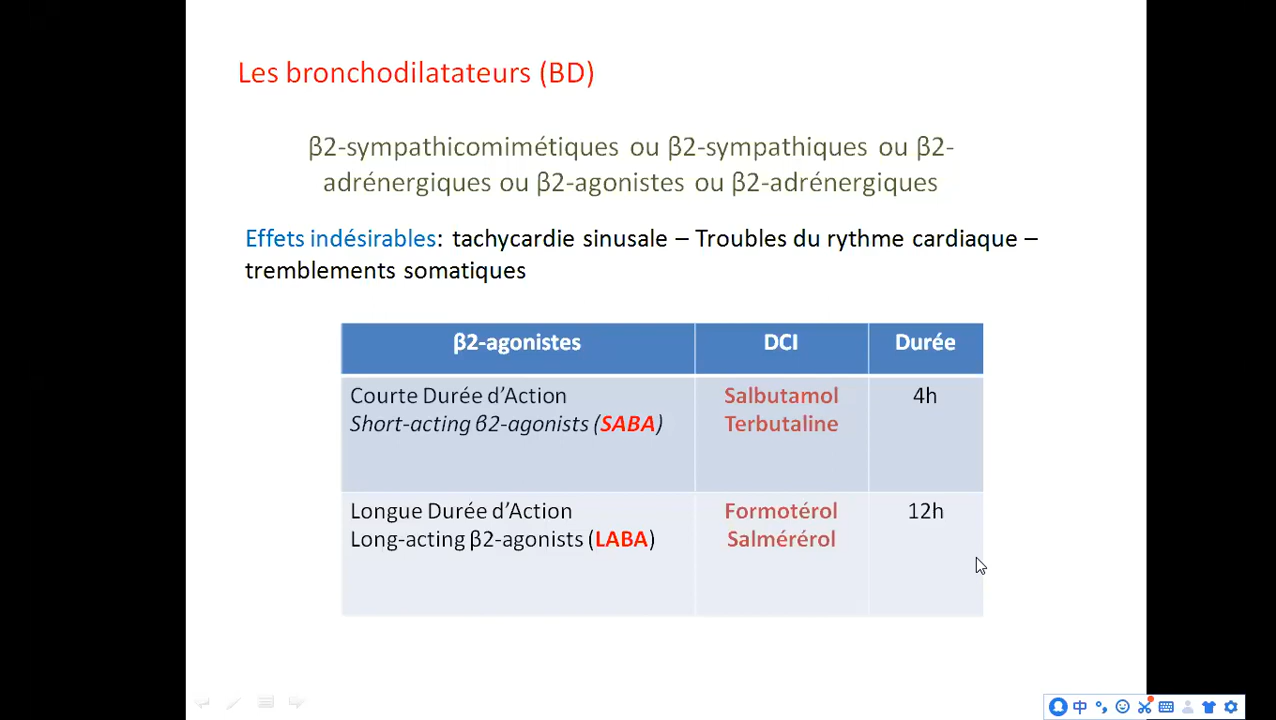 Les bronchodilatateurs (BD)
β2-sympathicomimétiques ou β2-sympathiques ou β2-
adrénergiques ou β2-agonistes ou β2-adrénergiques
Effets indésirables: tachycardie sinusale – Troubles du rythme cardiaque –
tremblements somatiques
β2-agonistes DCI Durée
Courte Durée d’Action Salbutamol 4h
Short-acting β2-agonists (SABA) Terbutaline
Longue Durée d’Action Formotérol 12h
Long-acting β2-agonists (LABA) Salmérérol
中